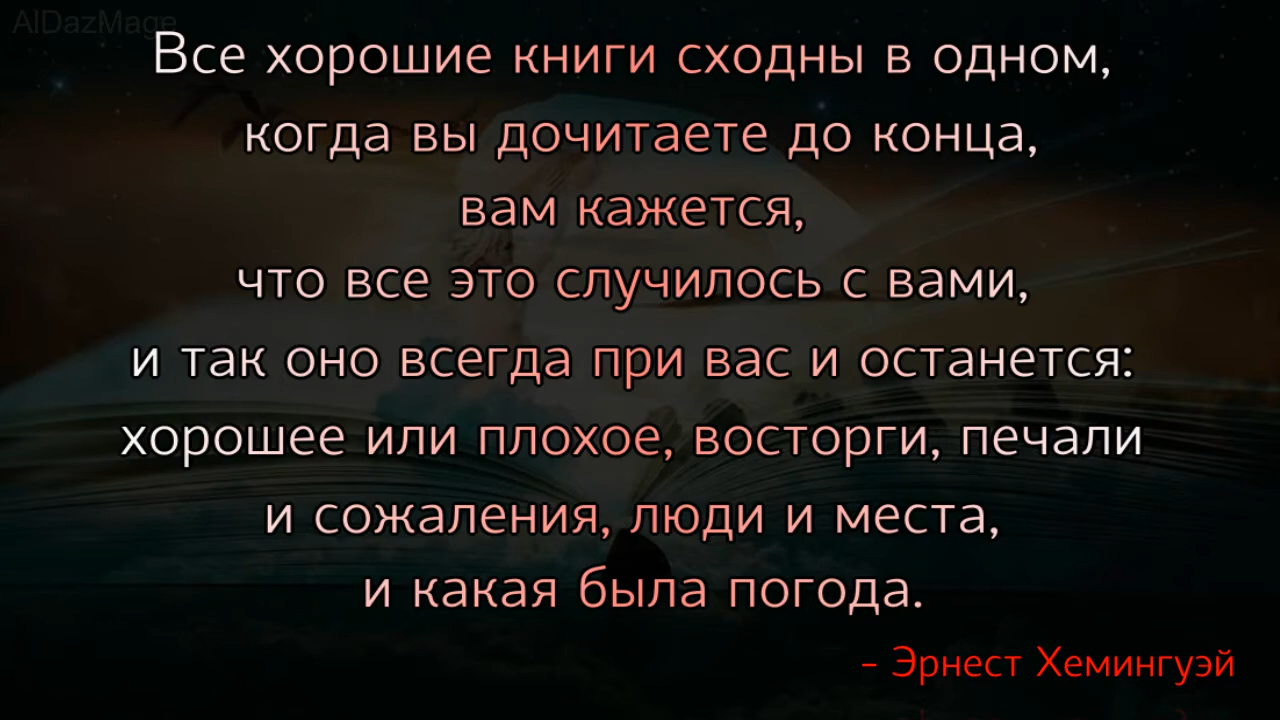 AlDazMage
Все хорошие книги сходны в одном,
когда вы дочитаете до конца,
вам кажется,
что все это случилось с вами,
и так оно всегда при вас и останется:
хорошее или плохое, восторги, печали
и сожаления, люди и места,
и какая была погода.
- Эрнест Хемингуэй